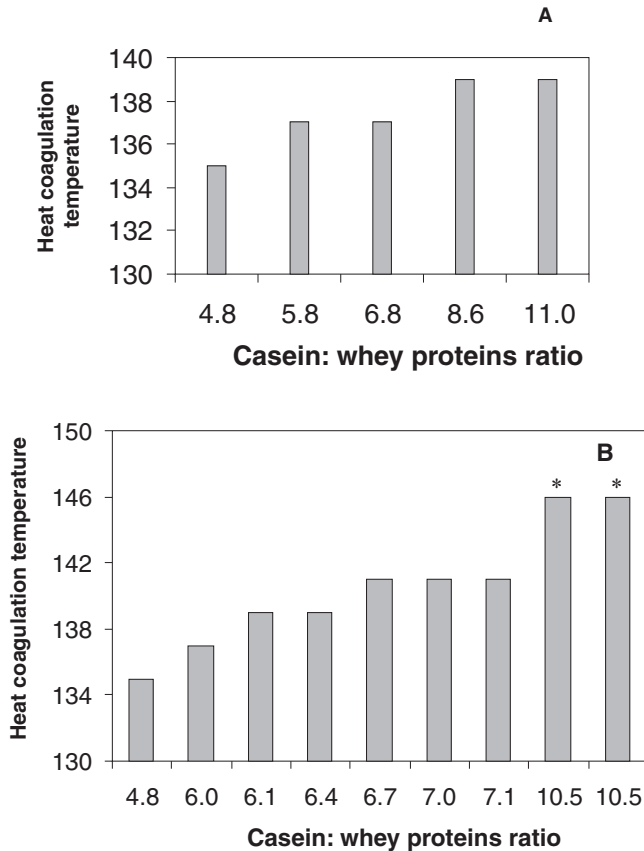 A
Heat coagulation
temperature
140
138
136
134
132
130
4.8 5.8 6.8 8.6 11.0
Casein: whey proteins ratio
B
Heat coagulation temperature
150
146
142
138
134
130
* *
4.8 6.0 6.1 6.4 6.7 7.0 7.1 10.5 10.5
Casein: whey proteins ratio